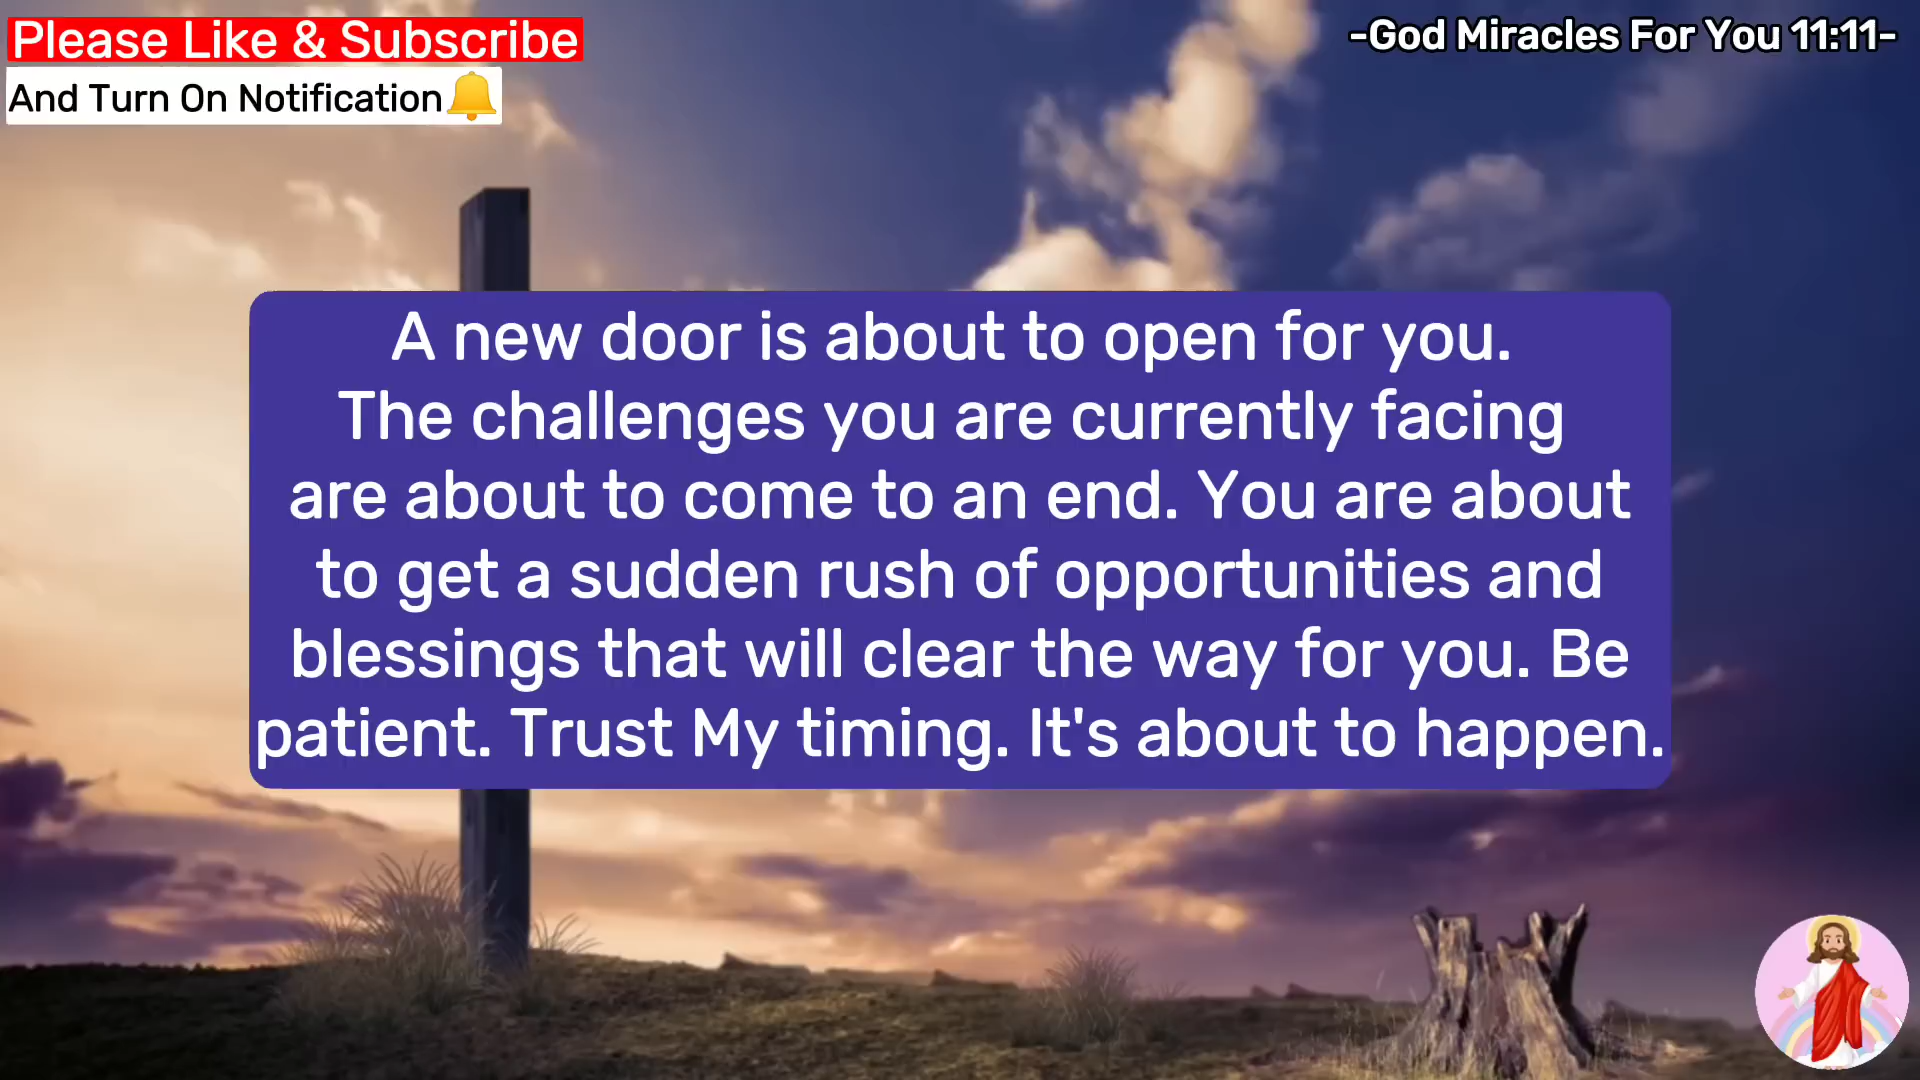 Please Like & Subscribe
And Turn On Notification
-God Miracles For You 11:11-
A new door is about to open for you.
The challenges you are currently facing
are about to come to an end. You are about
to get a sudden rush of opportunities and
blessings that will clear the way for you. Be
patient. Trust My timing. It's about to happen.